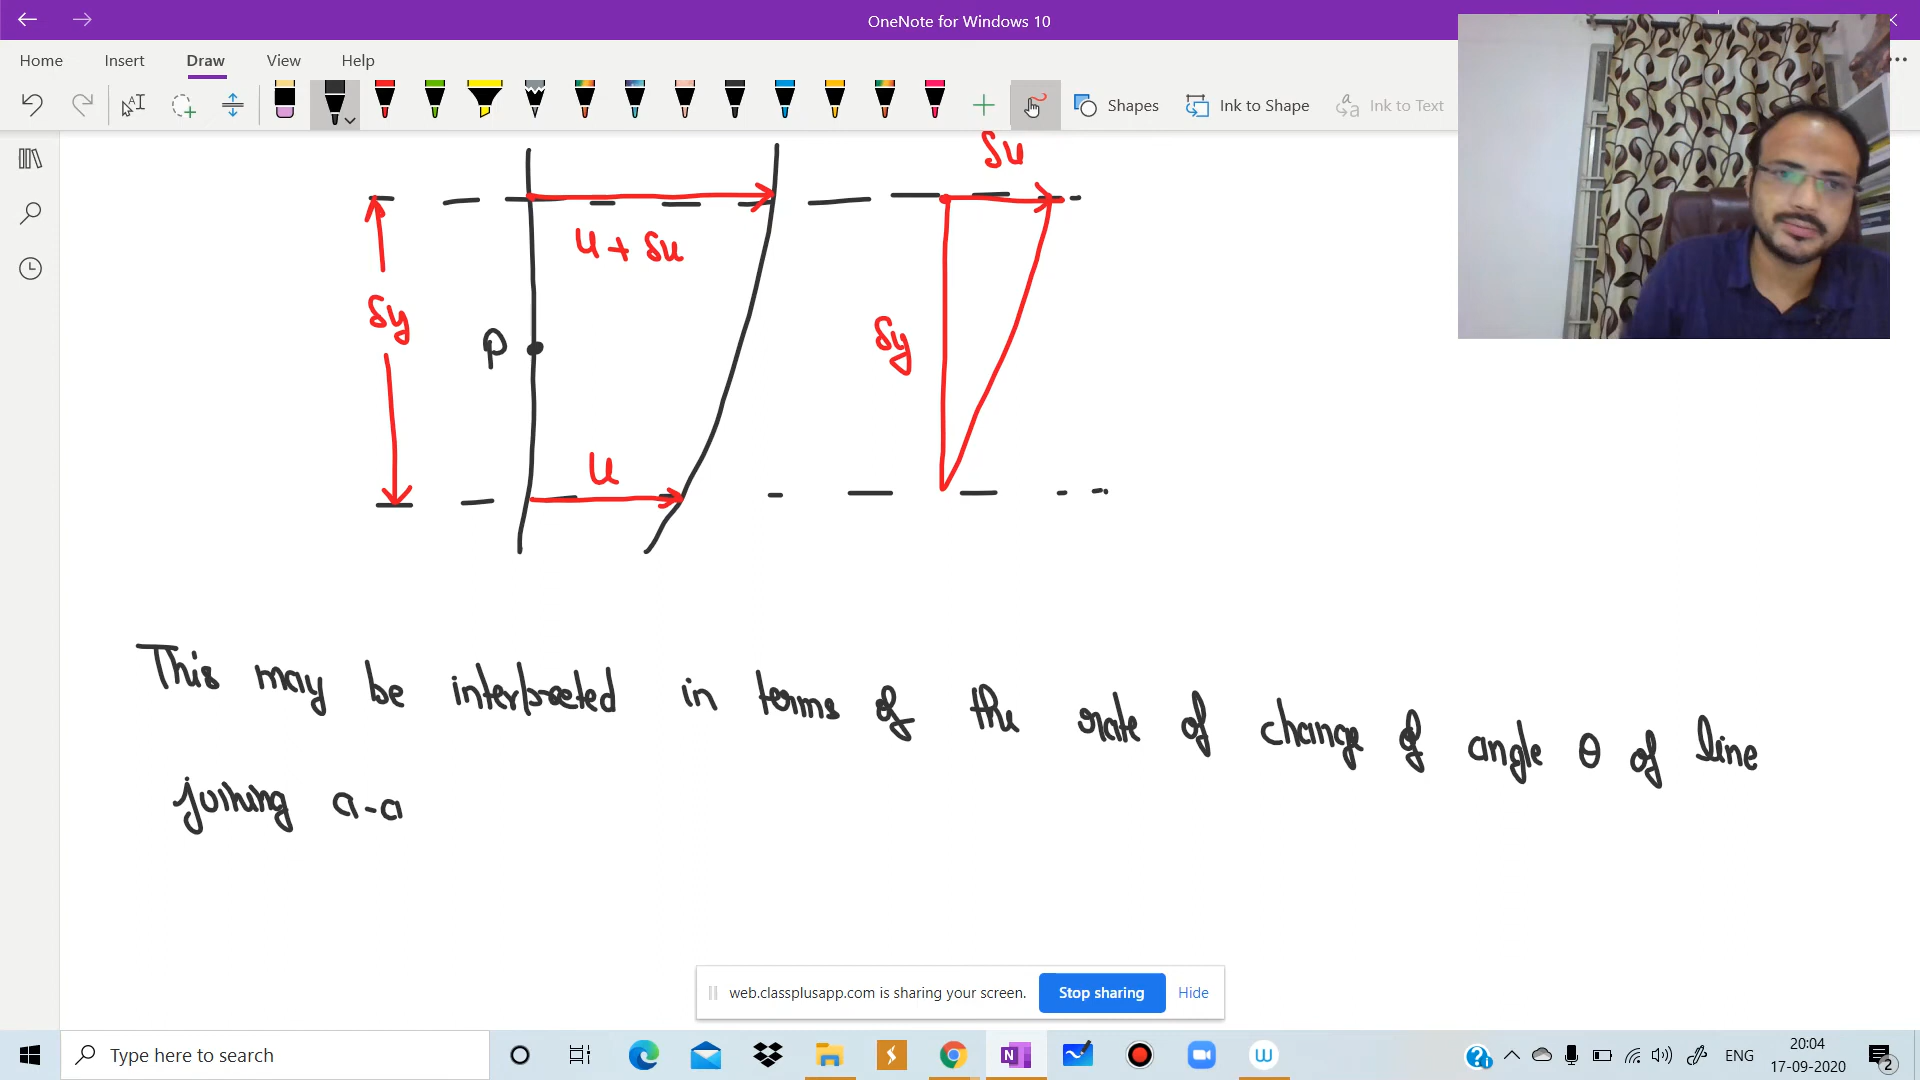 OneNote for Windows 10
Home Insert Draw View Help
Shapes Ink to Shape Ink to Text
δu
u + δu
δy
P
δy
u
This may be interpreted in terms of the rate of change of angle θ of line
joining a-a
web.classplusapp.com is sharing your screen. Stop sharing Hide
Type here to search
ENG
20:04
17-09-2020
2